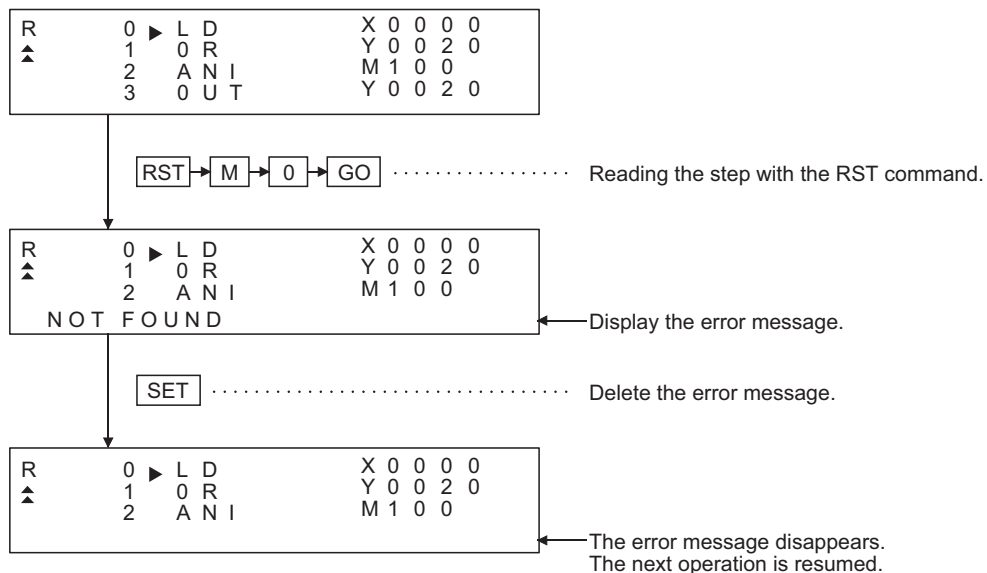 R 0 ▶ L D X 0 0 0 0
1 0 R Y 0 0 2 0
2 A N I M 1 0 0
3 0 U T Y 0 0 2 0
RST M 0 GO Reading the step with the RST command.
R 0 ▶ L D X 0 0 0 0
1 0 R Y 0 0 2 0
2 A N I M 1 0 0
N O T F O U N D
Display the error message.
SET Delete the error message.
R 0 ▶ L D X 0 0 0 0
1 0 R Y 0 0 2 0
2 A N I M 1 0 0
The error message disappears.
The next operation is resumed.